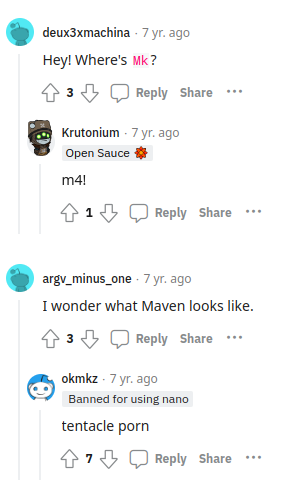 deux3xmachina · 7 yr. ago
Hey! Where's Mk?
3 Reply Share ···
Krutonium · 7 yr. ago
Open Sauce
m4!
1 Reply Share ···
argv_minus_one · 7 yr. ago
I wonder what Maven looks like.
3 Reply Share ···
okmkz · 7 yr. ago
Banned for using nano
tentacle porn
7 Reply Share ···